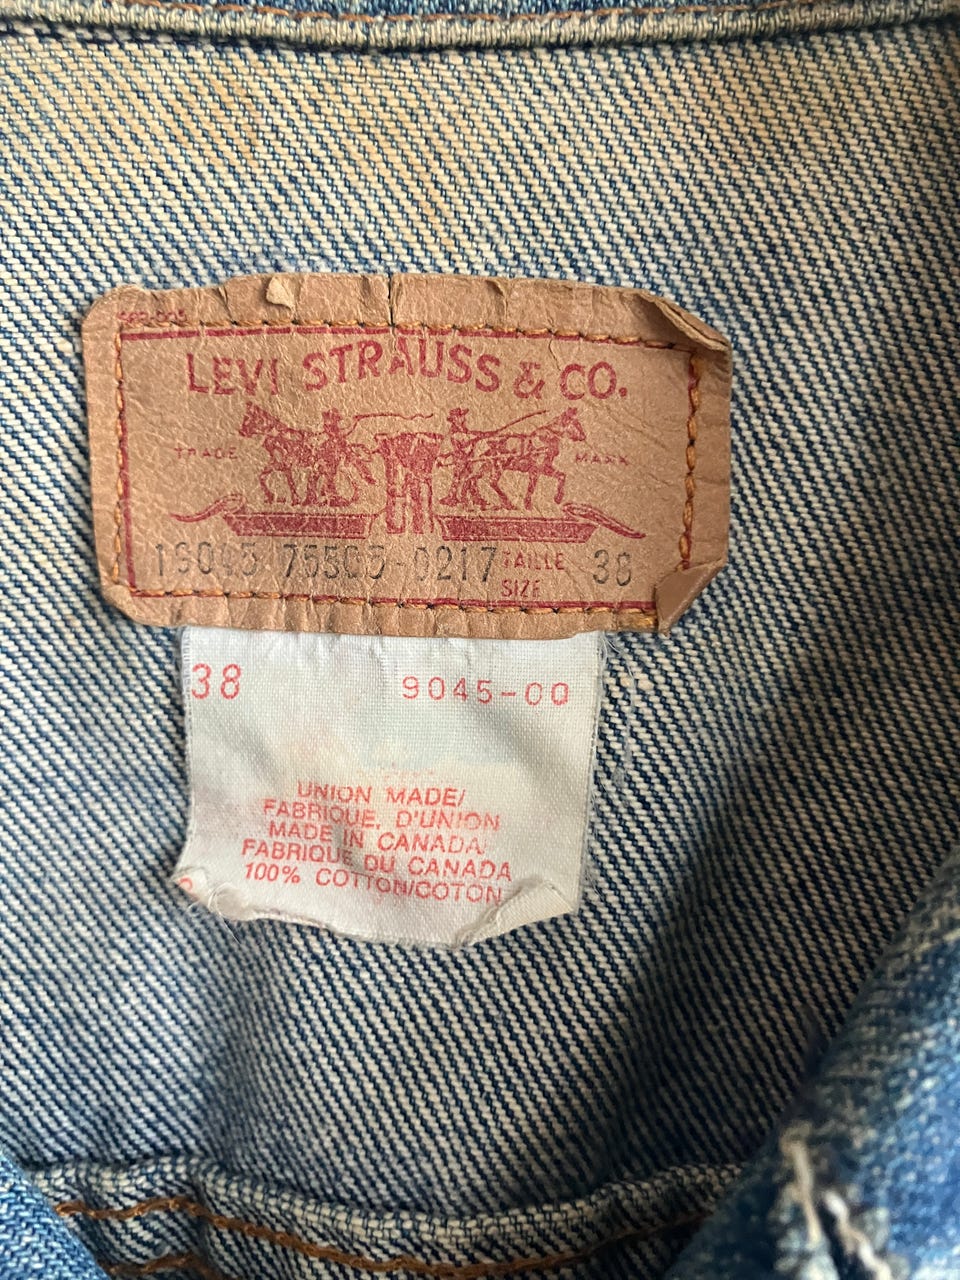 LEVI STRAUSS & CO.
TRADE MARK
75505-0217 TAILLE 38
SIZE
38 9045-00
UNION MADE/
FABRIQUE D'UNION
MADE IN CANADA/
FABRIQUE DU CANADA
100% COTTON/COTON